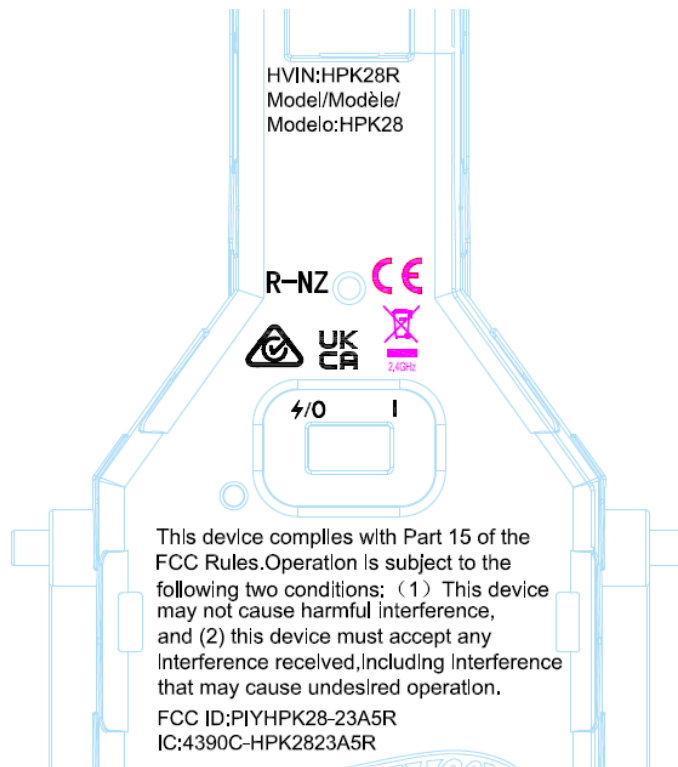 HVIN:HPK28R
Model/Modèle/
Modelo:HPK28
R-NZ CE
UK
CA
2.4GHz
⚡/O I
This device complies with Part 15 of the
FCC Rules.Operation is subject to the
following two conditions:（1）This device
may not cause harmful interference,
and (2) this device must accept any
interference received,including interference
that may cause undesired operation.
FCC ID:PIYHPK28-23A5R
IC:4390C-HPK2823A5R